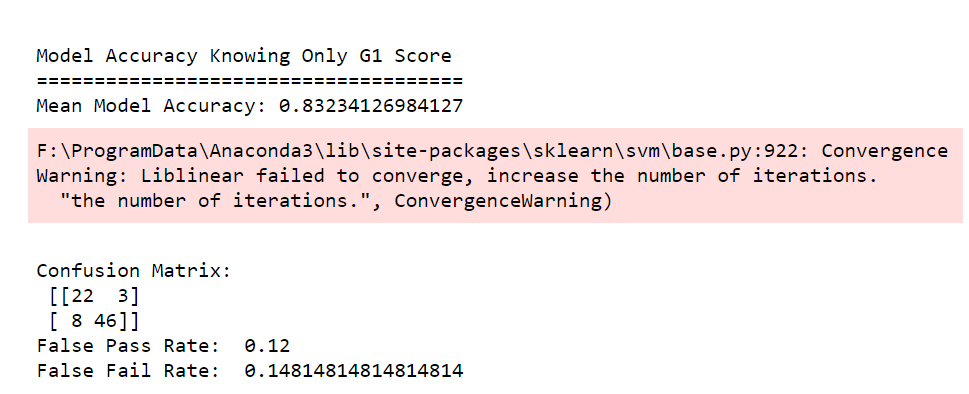 Model Accuracy Knowing Only G1 Score
=====================================
Mean Model Accuracy: 0.83234126984127
F:\ProgramData\Anaconda3\lib\site-packages\sklearn\svm\base.py:922: Convergence
Warning: Liblinear failed to converge, increase the number of iterations.
  "the number of iterations.", ConvergenceWarning)
Confusion Matrix:
 [[22  3]
 [ 8 46]]
False Pass Rate:  0.12
False Fail Rate:  0.14814814814814814